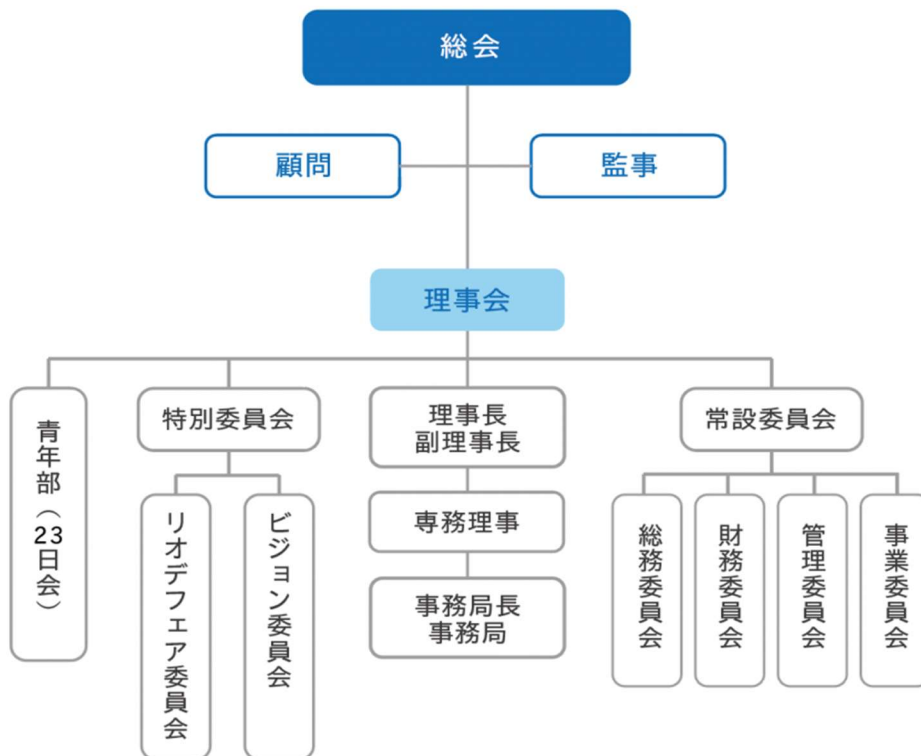 総会
顧問
監事
理事会
青年部（23日会）
特別委員会
リオデフェア委員会
ビジョン委員会
理事長
副理事長
専務理事
事務局長
事務局
常設委員会
総務委員会
財務委員会
管理委員会
事業委員会